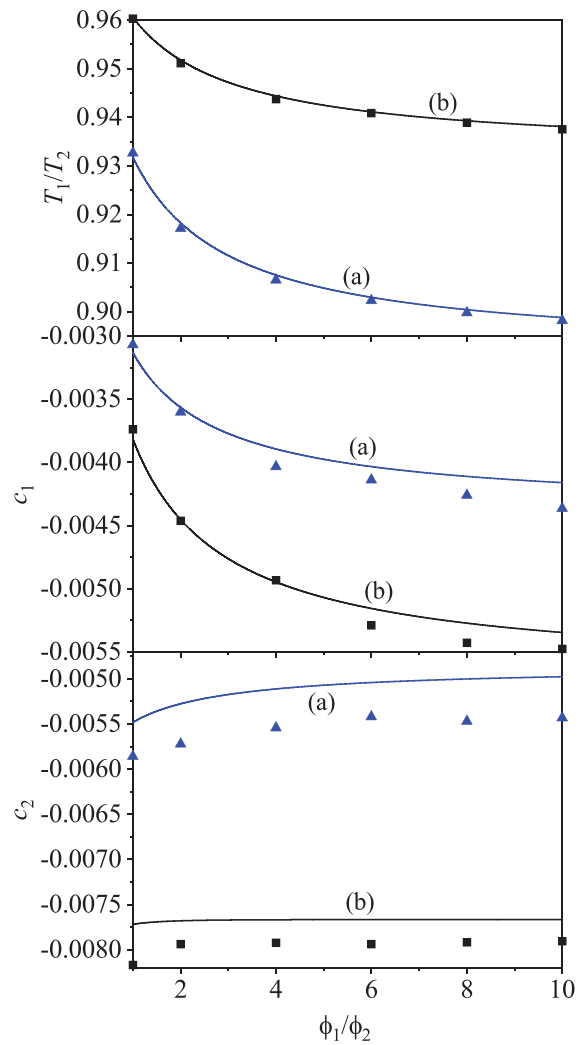 0.96
0.95
0.94
0.93
0.92
0.91
0.90
T₁/T₂
(b)
(a)
-0.0030
-0.0035
-0.0040
-0.0045
-0.0050
-0.0055
c₁
(a)
(b)
-0.0050
-0.0055
-0.0060
-0.0065
-0.0070
-0.0075
-0.0080
c₂
(a)
(b)
2 4 6 8 10
ϕ₁/ϕ₂